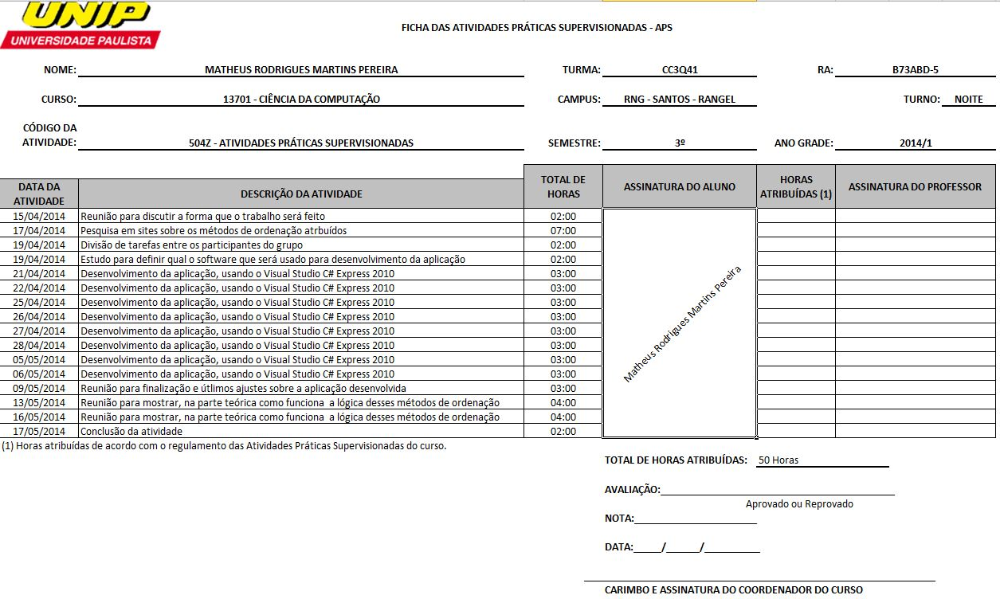 UNIP
UNIVERSIDADE PAULISTA
FICHA DAS ATIVIDADES PRÁTICAS SUPERVISIONADAS - APS
NOME: MATHEUS RODRIGUES MARTINS PEREIRA TURMA: CC3Q41 RA: B73ABD-5
CURSO: 13701 - CIÊNCIA DA COMPUTAÇÃO CAMPUS: RNG - SANTOS - RANGEL TURNO: NOITE
CÓDIGO DA
ATIVIDADE: 504Z - ATIVIDADES PRÁTICAS SUPERVISIONADAS SEMESTRE: 3º ANO GRADE: 2014/1
DATA DA ATIVIDADE DESCRIÇÃO DA ATIVIDADE TOTAL DE HORAS ASSINATURA DO ALUNO HORAS ATRIBUÍDAS (1) ASSINATURA DO PROFESSOR
15/04/2014 Reunião para discutir a forma que o trabalho será feito 02:00
17/04/2014 Pesquisa em sites sobre os métodos de ordenação atrbuídos 07:00
19/04/2014 Divisão de tarefas entre os participantes do grupo 02:00
19/04/2014 Estudo para definir qual o software que será usado para desenvolvimento da aplicação 02:00
21/04/2014 Desenvolvimento da aplicação, usando o Visual Studio C# Express 2010 03:00
22/04/2014 Desenvolvimento da aplicação, usando o Visual Studio C# Express 2010 03:00
25/04/2014 Desenvolvimento da aplicação, usando o Visual Studio C# Express 2010 03:00
26/04/2014 Desenvolvimento da aplicação, usando o Visual Studio C# Express 2010 03:00
27/04/2014 Desenvolvimento da aplicação, usando o Visual Studio C# Express 2010 03:00
28/04/2014 Desenvolvimento da aplicação, usando o Visual Studio C# Express 2010 03:00
05/05/2014 Desenvolvimento da aplicação, usando o Visual Studio C# Express 2010 03:00
06/05/2014 Desenvolvimento da aplicação, usando o Visual Studio C# Express 2010 03:00
09/05/2014 Reunião para finalização e útlimos ajustes sobre a aplicação desenvolvida 03:00
13/05/2014 Reunião para mostrar, na parte teórica como funciona a lógica desses métodos de ordenação 04:00
16/05/2014 Reunião para mostrar, na parte teórica como funciona a lógica desses métodos de ordenação 04:00
17/05/2014 Conclusão da atividade 02:00
Matheus Rodrigues Martins Pereira
(1) Horas atribuídas de acordo com o regulamento das Atividades Práticas Supervisionadas do curso.
TOTAL DE HORAS ATRIBUÍDAS: 50 Horas
AVALIAÇÃO:
Aprovado ou Reprovado
NOTA:
DATA:_____/______/__________
CARIMBO E ASSINATURA DO COORDENADOR DO CURSO